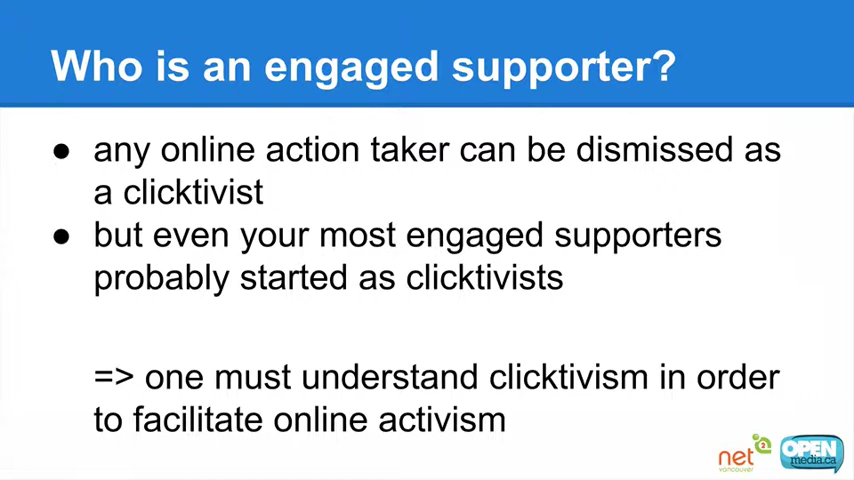 Who is an engaged supporter?
● any online action taker can be dismissed as
a clicktivist
● but even your most engaged supporters
probably started as clicktivists
=> one must understand clicktivism in order
to facilitate online activism
net2
vancouver
OPEN
media.ca